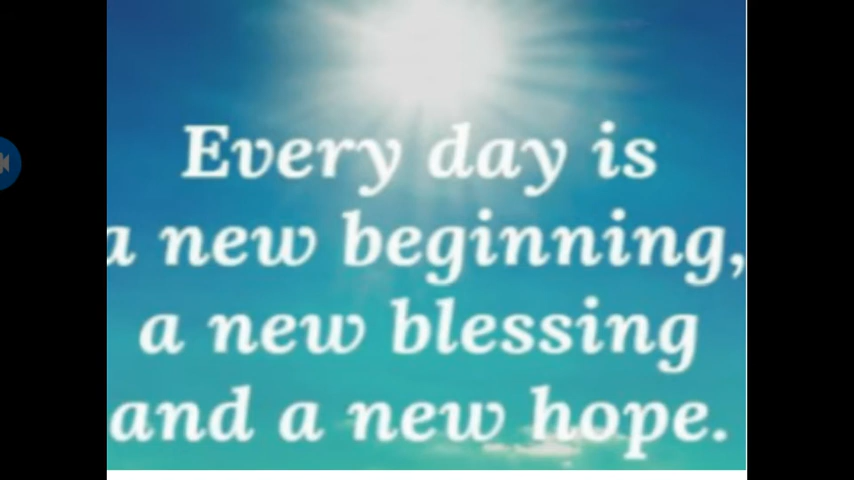 Every day is
a new beginning,
a new blessing
and a new hope.